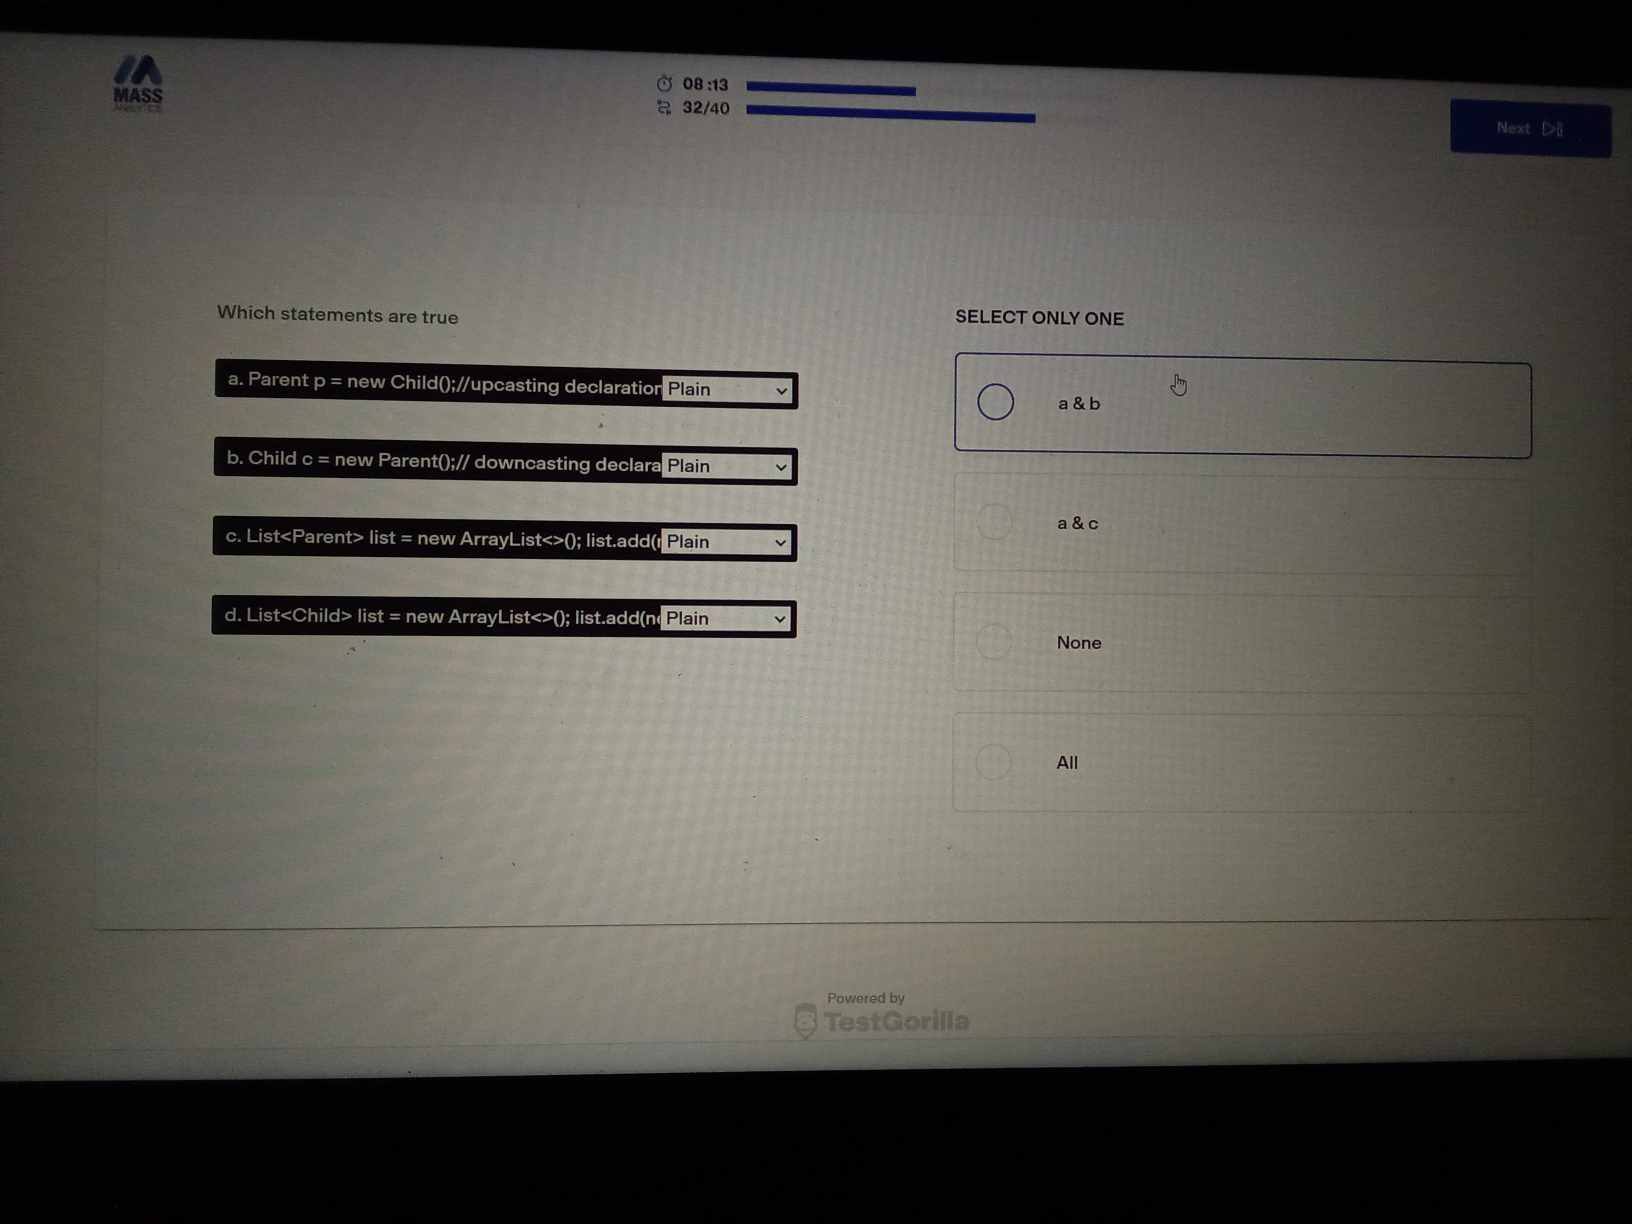 MASS
ANALYTICS
08:13
32/40
Next
Which statements are true
a. Parent p = new Child();//upcasting declaration
Plain
b. Child c = new Parent();// downcasting declara
Plain
c. List<Parent> list = new ArrayList<>(); list.add(
Plain
d. List<Child> list = new ArrayList<>(); list.add(n
Plain
SELECT ONLY ONE
a & b
a & c
None
All
Powered by
TestGorilla